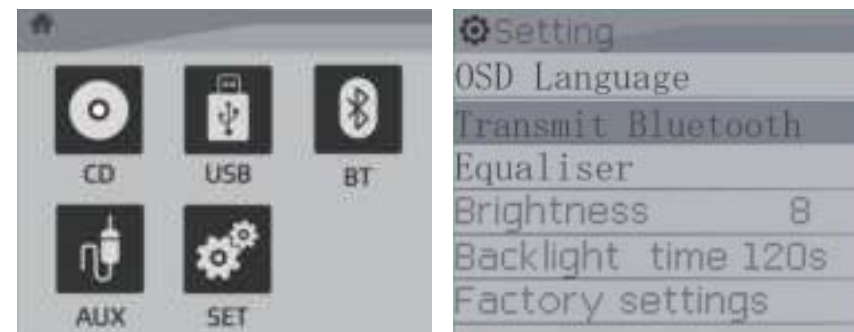 CD USB BT
AUX SET
Setting
OSD Language
Transmit Bluetooth
Equaliser
Brightness 8
Backlight time 120s
Factory settings